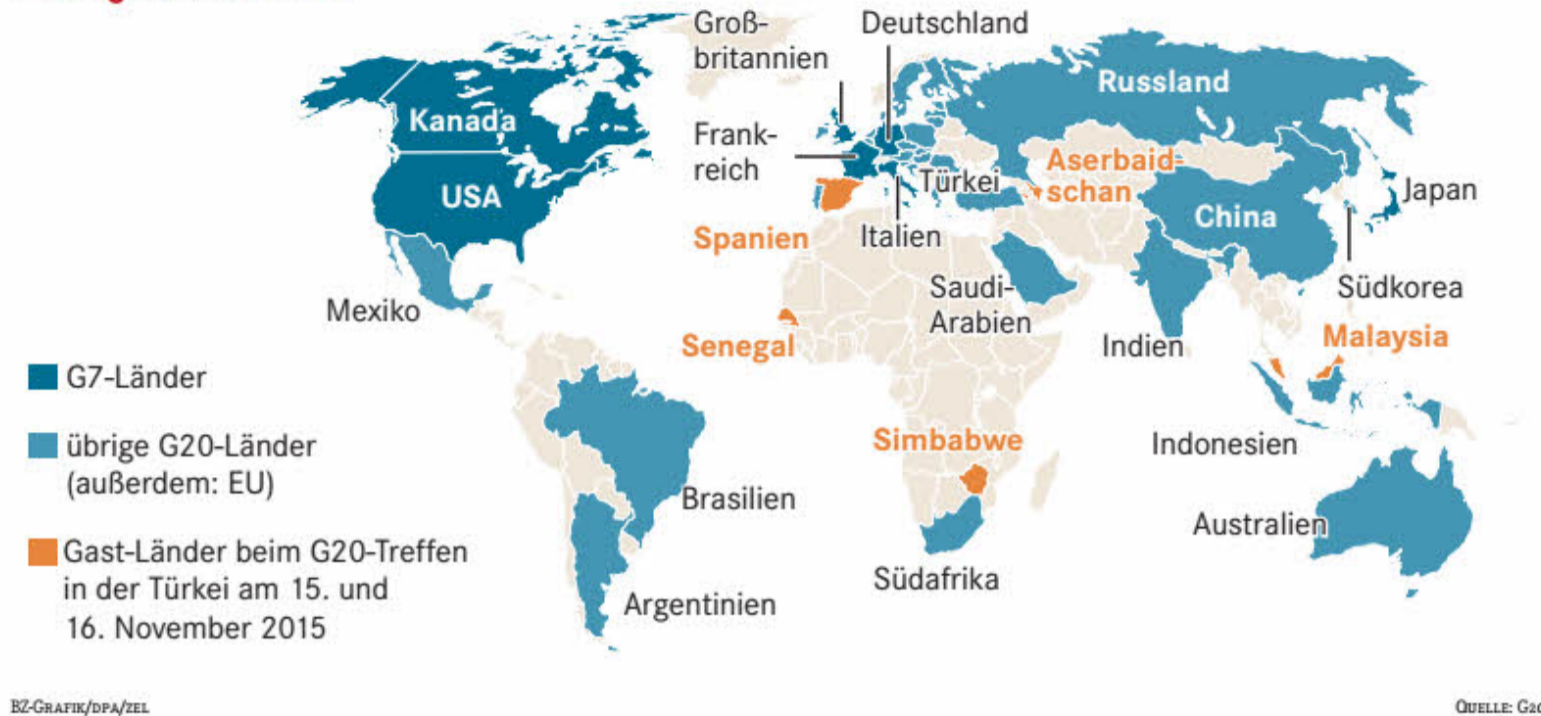 Groß-
britannien
Deutschland
Russland
Kanada
Frank-
reich
Aserbaid-
schan
Türkei
USA
Japan
China
Spanien
Italien
Saudi-
Arabien
Südkorea
Mexiko
Senegal
Indien
Malaysia
G7-Länder
übrige G20-Länder
(außerdem: EU)
Simbabwe
Indonesien
Brasilien
Australien
Gast-Länder beim G20-Treffen
in der Türkei am 15. und
16. November 2015
Südafrika
Argentinien
BZ-GRAFIK/DPA/ZEL
QUELLE: G20